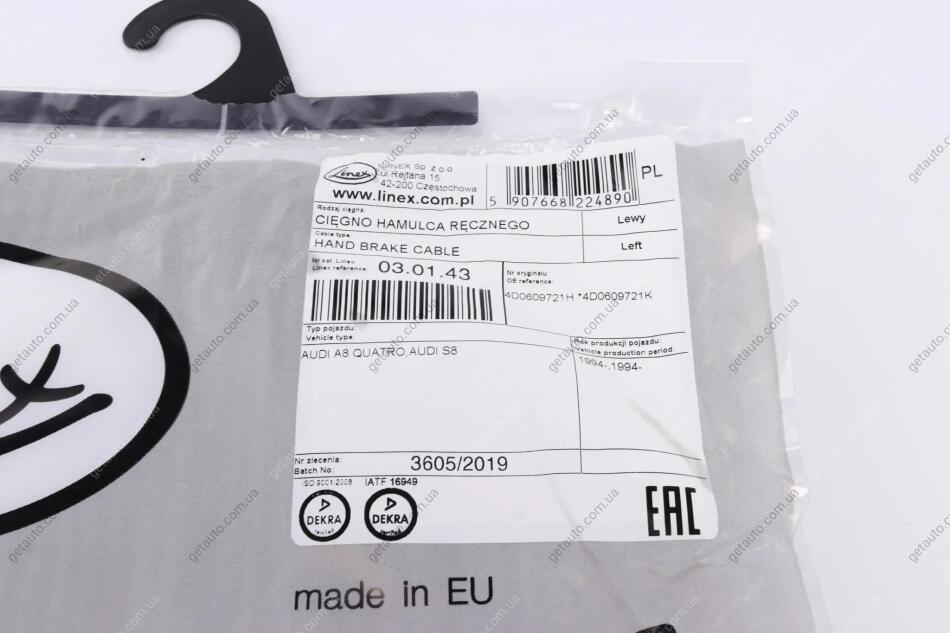 Linex
LINEX Sp. z o.o.
ul. Rejtana 15
42-200 Częstochowa
www.linex.com.pl
5 907668 224890
PL
Rodzaj cięgna:
CIĘGNO HAMULCA RĘCZNEGO
Lewy
Cable type:
HAND BRAKE CABLE
Left
Nr kat. Linex:
Linex reference:
03.01.43
Nr oryginału:
OE reference:
4D0609721H *4D0609721K
Typ pojazdu:
Vehicle type:
AUDI A8 QUATRO,AUDI S8
Rok produkcji pojazdu:
Vehicle production period:
1994-,1994-
Nr zlecenia:
Batch No:
3605/2019
ISO 9001:2008
IATF 16949
DEKRA
DEKRA
EAC
made in EU
getauto.com.ua